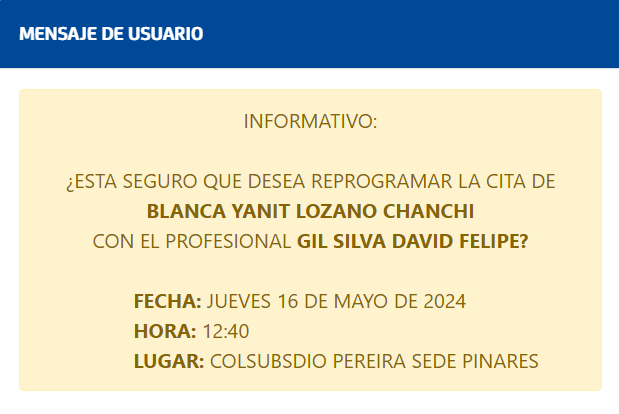 MENSAJE DE USUARIO
INFORMATIVO:
¿ESTA SEGURO QUE DESEA REPROGRAMAR LA CITA DE
BLANCA YANIT LOZANO CHANCHI
CON EL PROFESIONAL GIL SILVA DAVID FELIPE?
FECHA: JUEVES 16 DE MAYO DE 2024
HORA: 12:40
LUGAR: COLSUBSDIO PEREIRA SEDE PINARES